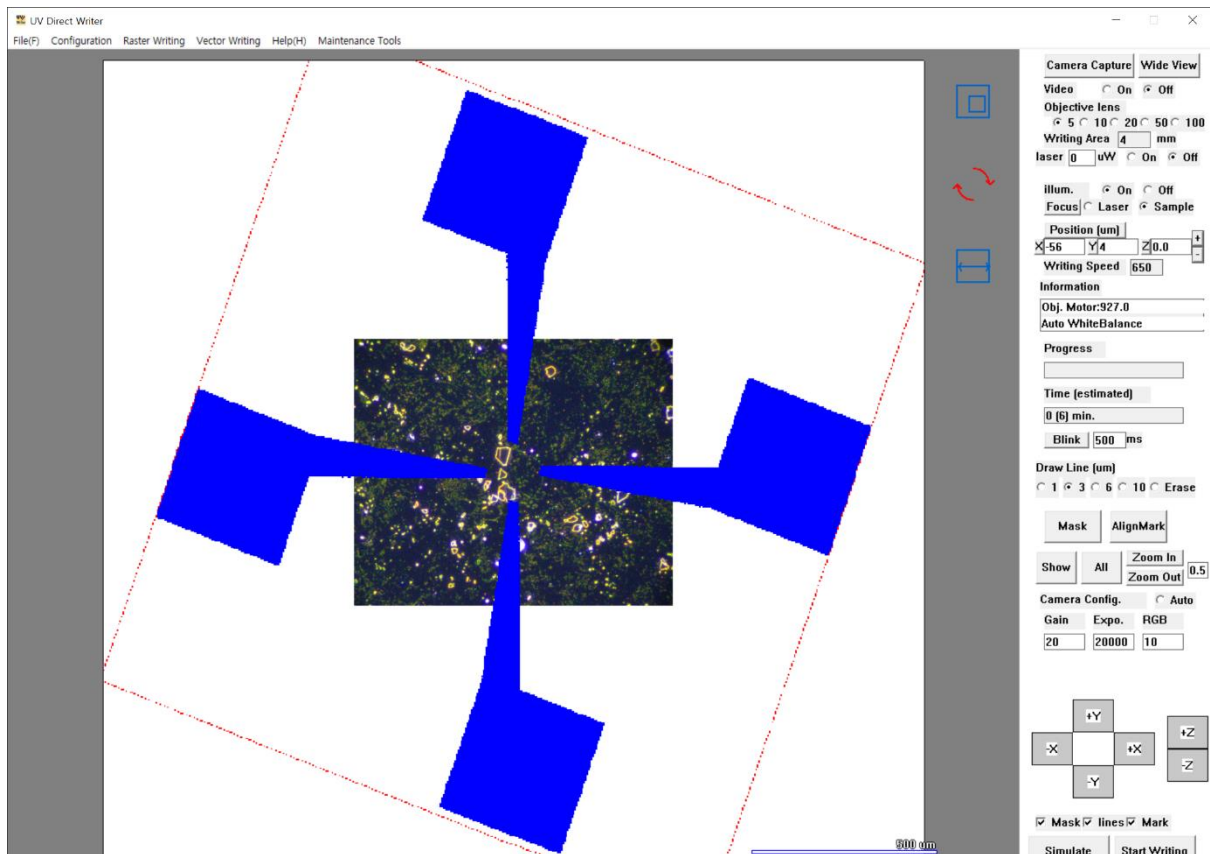 UV Direct Writer
File(F) Configuration Raster Writing Vector Writing Help(H) Maintenance Tools
Camera Capture Wide View
Video On Off
Objective lens
5 10 20 50 100
Writing Area 4 mm
laser 0 uW On Off
illum. On Off
Focus Laser Sample
Position (um)
X -56 Y 4 Z 0.0 + -
Writing Speed 650
Information
Obj. Motor:927.0
Auto WhiteBalance
Progress
Time (estimated)
0 (6) min.
Blink 500 ms
Draw Line (um)
1 3 6 10 Erase
Mask AlignMark
Show All Zoom In Zoom Out 0.5
Camera Config. Auto
Gain Expo. RGB
20 20000 10
+Y
-X +X
-Y
+Z
-Z
Mask lines Mark
500 um
Simulate Start Writing